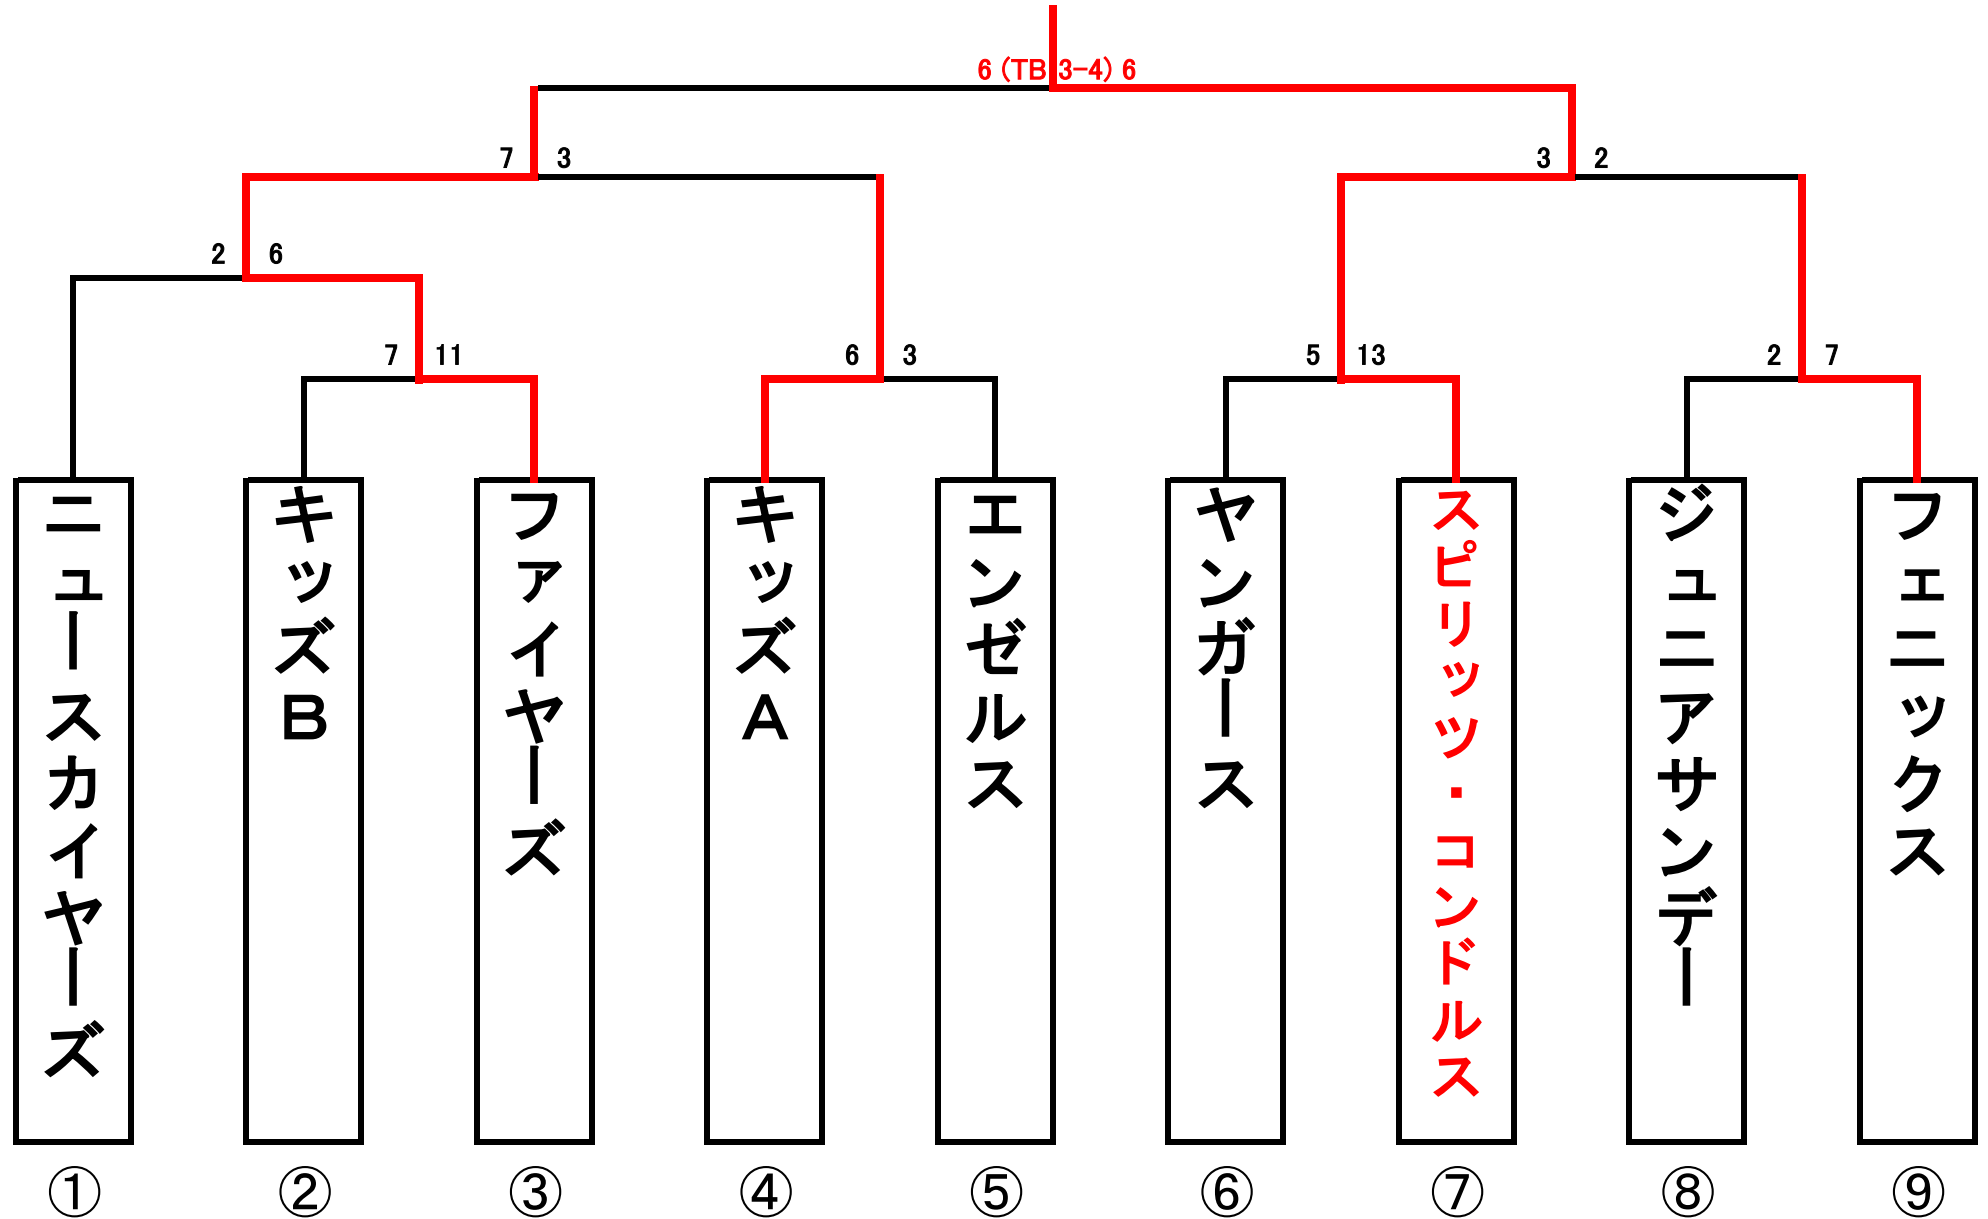 6 (TB 3-4) 6
7 3
3 2
2 6
7 11
6 3
5 13
2 7
ニュースカイヤーズ
キッズB
ファイヤーズ
キッズA
エンゼルス
ヤンガース
スピリッツ・コンドルス
ジュニアサンデー
フェニックス
① ② ③ ④ ⑤ ⑥ ⑦ ⑧ ⑨